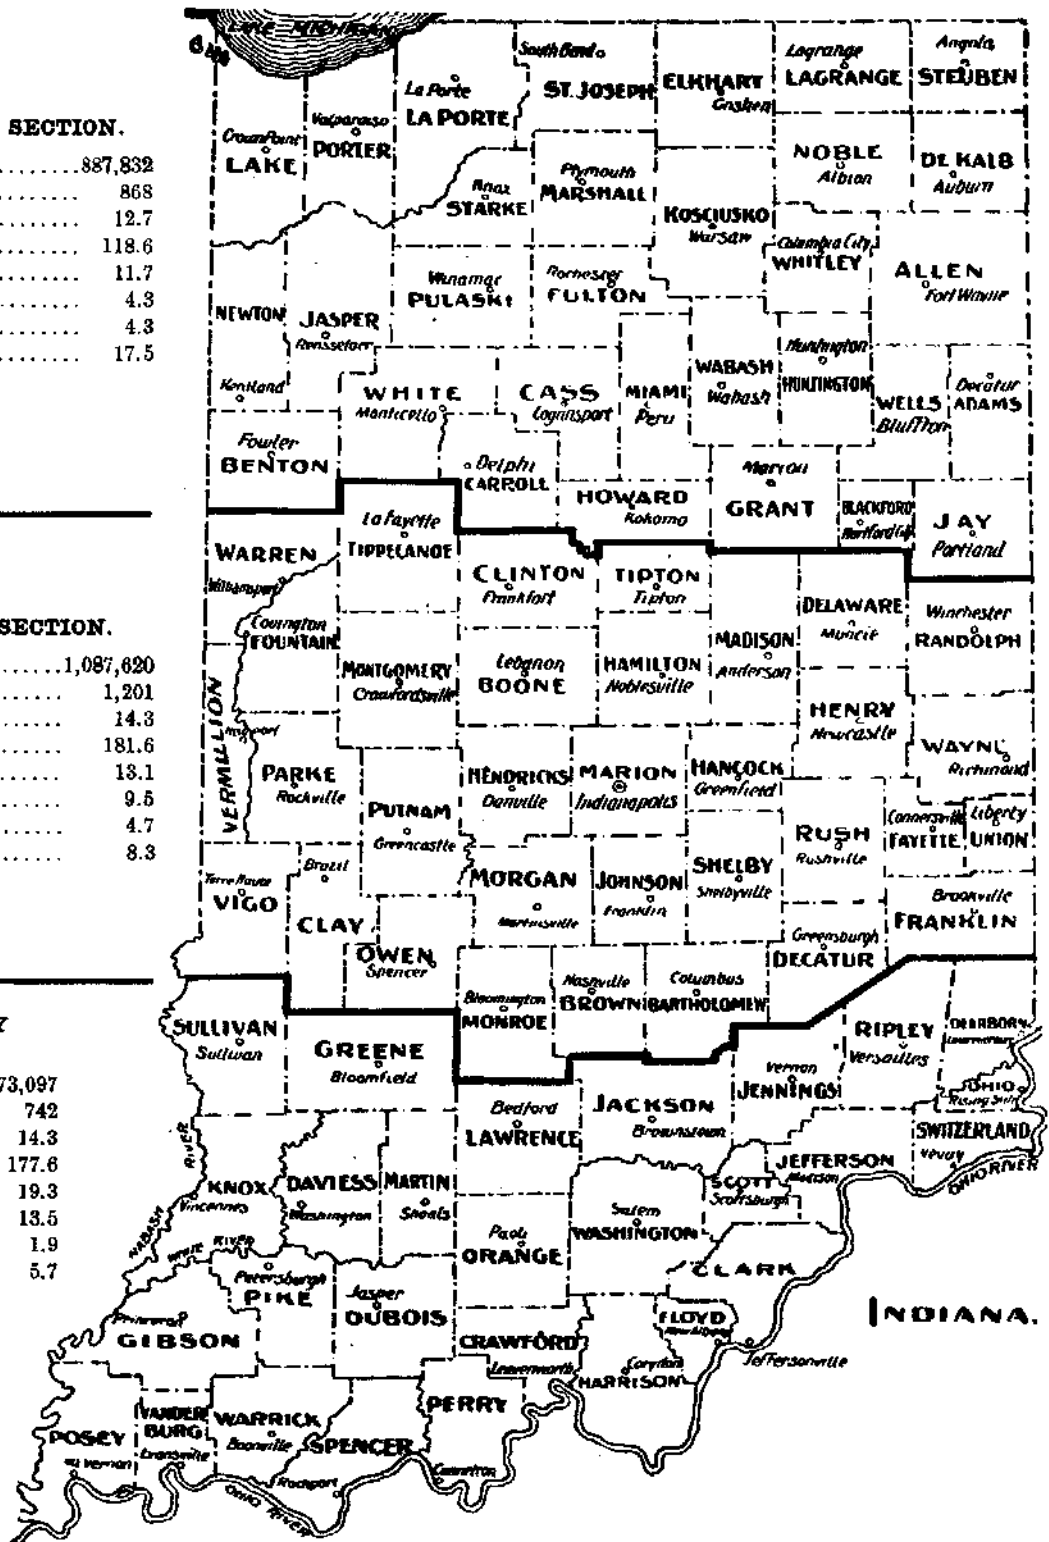 LAKE MICHIGAN
SECTION.
........887,832
........ 868
........ 12.7
........ 118.6
........ 11.7
........ 4.3
........ 4.3
........ 17.5
SECTION.
........1,087,620
........ 1,201
........ 14.3
........ 181.6
........ 13.1
........ 9.5
........ 4.7
........ 8.3
73,097
742
14.3
177.6
19.3
13.5
1.9
5.7
Crown Point
LAKE
Valparaiso
PORTER
La Porte
LA PORTE
South Bend
ST. JOSEPH
ELKHART
Goshen
Lagrange
LAGRANGE
Angola
STEUBEN
Knox
STARKE
Plymouth
MARSHALL
KOSCIUSKO
Warsaw
NOBLE
Albion
DE KALB
Auburn
Columbia City
WHITLEY
ALLEN
Fort Wayne
NEWTON
Kentland
JASPER
Rensselaer
Winamac
PULASKI
Rochester
FULTON
WHITE
Monticello
CASS
Logansport
MIAMI
Peru
WABASH
Wabash
Huntington
HUNTINGTON
WELLS
Bluffton
Decatur
ADAMS
Fowler
BENTON
Delphi
CARROLL
HOWARD
Kokomo
Marion
GRANT
BLACKFORD
Hartford City
JAY
Portland
WARREN
Williamsport
La Fayette
TIPPECANOE
CLINTON
Frankfort
TIPTON
Tipton
DELAWARE
Muncie
Winchester
RANDOLPH
Covington
FOUNTAIN
MONTGOMERY
Crawfordsville
Lebanon
BOONE
HAMILTON
Noblesville
MADISON
Anderson
HENRY
Newcastle
WAYNE
Richmond
VERMILLION
Newport
PARKE
Rockville
PUTNAM
Greencastle
HENDRICKS
Danville
MARION
Indianapolis
HANCOCK
Greenfield
RUSH
Rushville
Connersville
FAYETTE
Liberty
UNION
Terre Haute
VIGO
Brazil
CLAY
OWEN
Spencer
MORGAN
Martinsville
JOHNSON
Franklin
SHELBY
Shelbyville
Greensburgh
DECATUR
Brookville
FRANKLIN
SULLIVAN
Sullivan
GREENE
Bloomfield
Bloomington
MONROE
Nashville
BROWN
Columbus
BARTHOLOMEW
Vernon
JENNINGS
RIPLEY
Versailles
DEARBORN
OHIO
Rising Sun
SWITZERLAND
Vevay
OHIO RIVER
Bedford
LAWRENCE
JACKSON
Brownstown
JEFFERSON
Madison
SCOTT
Scottsburgh
WABASH RIVER
KNOX
Vincennes
DAVIESS
Washington
MARTIN
Shoals
Paoli
ORANGE
Salem
WASHINGTON
CLARK
WHITE RIVER
Petersburgh
PIKE
Jasper
DUBOIS
Princeton
GIBSON
CRAWFORD
Leavenworth
FLOYD
New Albany
Jeffersonville
Corydon
HARRISON
INDIANA.
POSEY
Mt Vernon
VANDER
BURG
Evansville
WARRICK
Boonville
SPENCER
Rockport
PERRY
Cannelton
OHIO RIVER